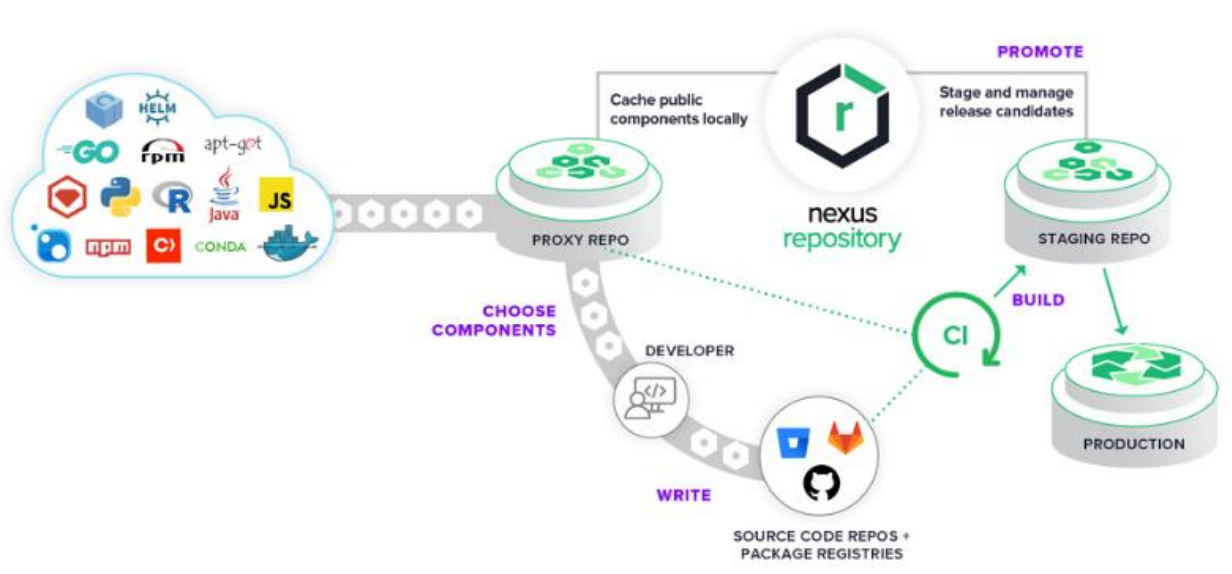 PROMOTE
Cache public
components locally
Stage and manage
release candidates
r
nexus
repository
HELM
GO
rpm
apt-get
R
Java
JS
npm
C
CONDA
PROXY REPO
STAGING REPO
CHOOSE
COMPONENTS
BUILD
CI
DEVELOPER
</>
PRODUCTION
WRITE
SOURCE CODE REPOS +
PACKAGE REGISTRIES